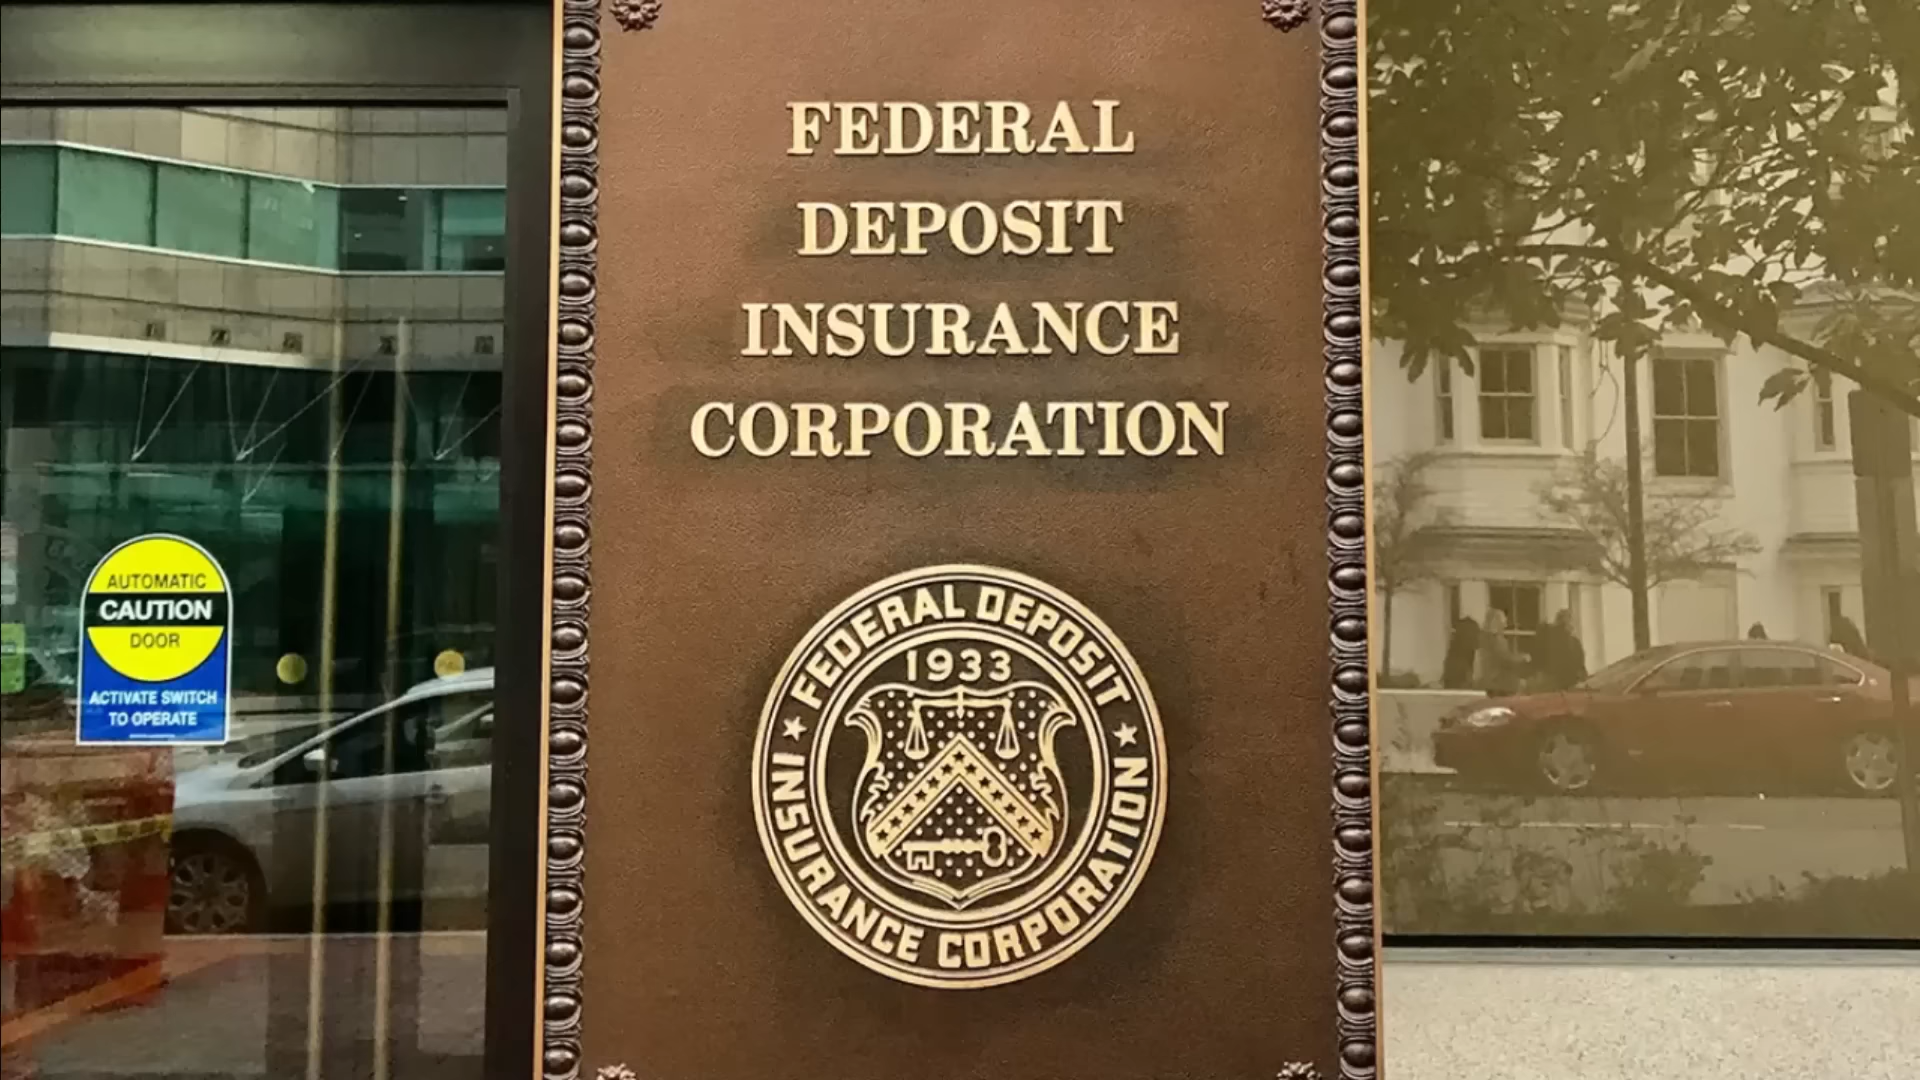 FEDERAL
DEPOSIT
INSURANCE
CORPORATION
FEDERAL DEPOSIT
1933
INSURANCE CORPORATION
AUTOMATIC
CAUTION
DOOR
ACTIVATE SWITCH
TO OPERATE